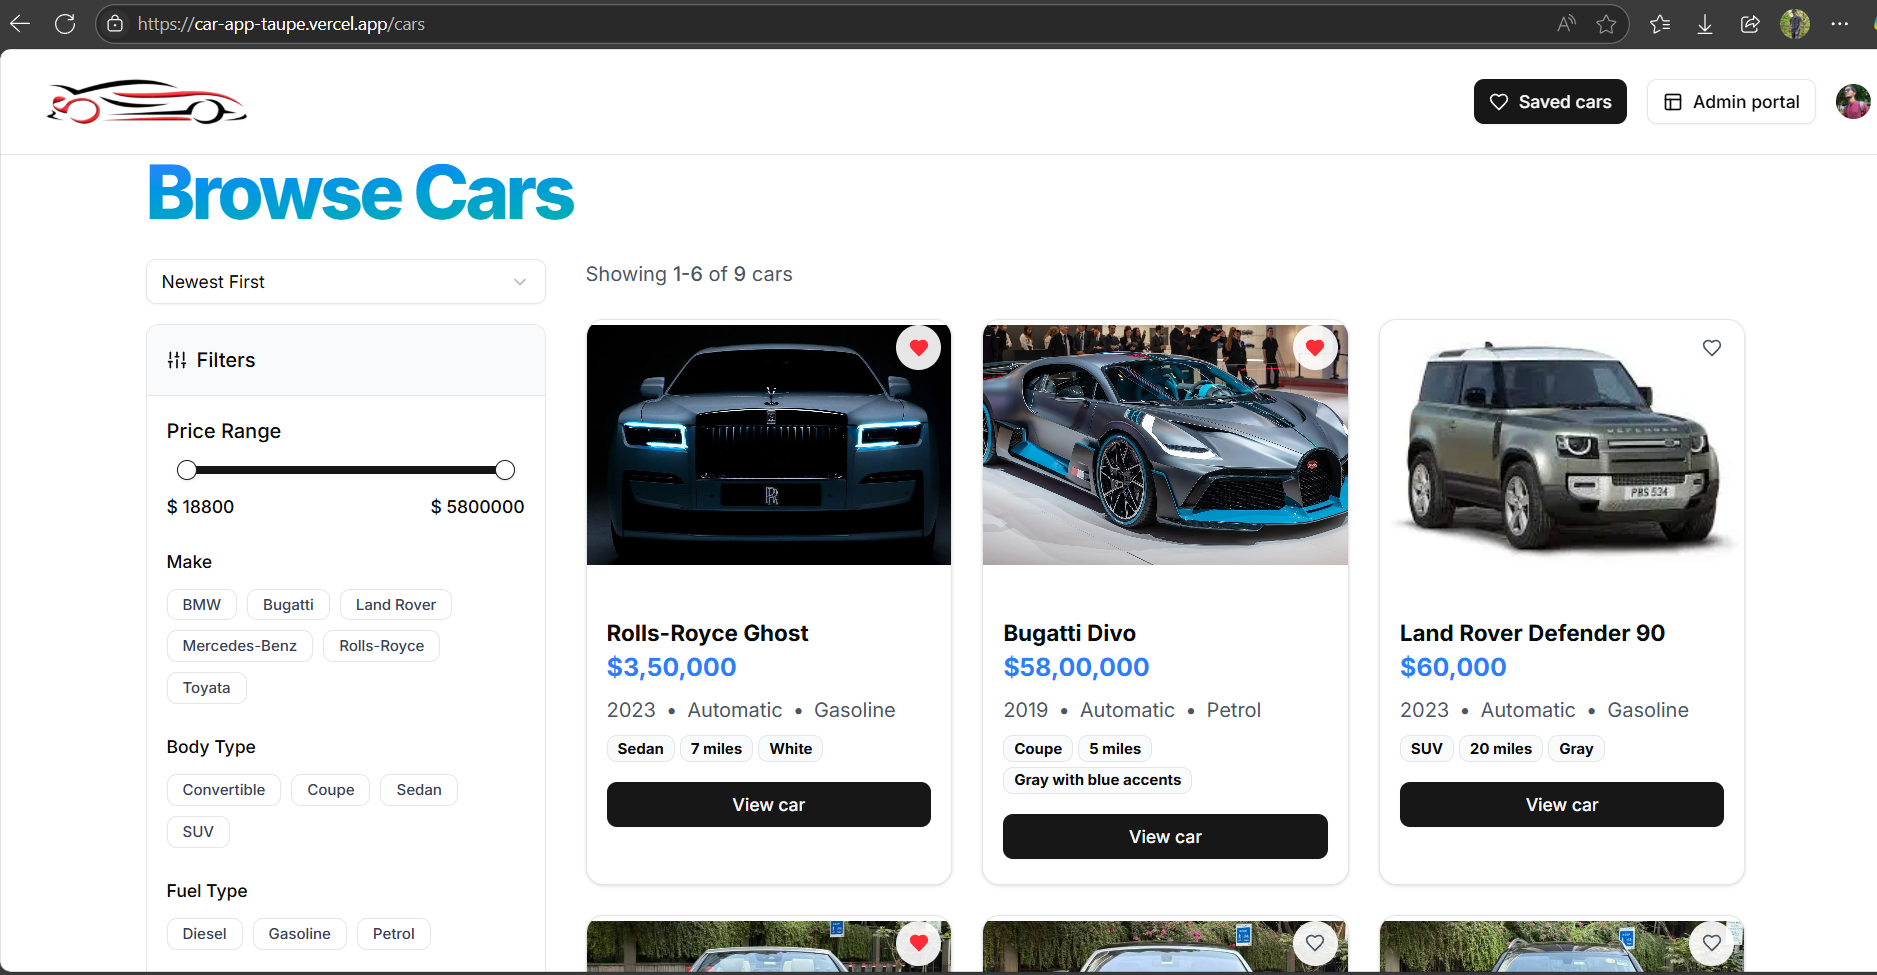 https://car-app-taupe.vercel.app/cars
Saved cars
Admin portal
Browse Cars
Newest First
Showing 1-6 of 9 cars
Filters
Price Range
$ 18800 $ 5800000
Make
BMW Bugatti Land Rover
Mercedes-Benz Rolls-Royce
Toyata
Body Type
Convertible Coupe Sedan
SUV
Fuel Type
Diesel Gasoline Petrol
Rolls-Royce Ghost
$3,50,000
2023 • Automatic • Gasoline
Sedan 7 miles White
View car
Bugatti Divo
$58,00,000
2019 • Automatic • Petrol
Coupe 5 miles
Gray with blue accents
View car
DEFENDER
PBS 534
Land Rover Defender 90
$60,000
2023 • Automatic • Gasoline
SUV 20 miles Gray
View car